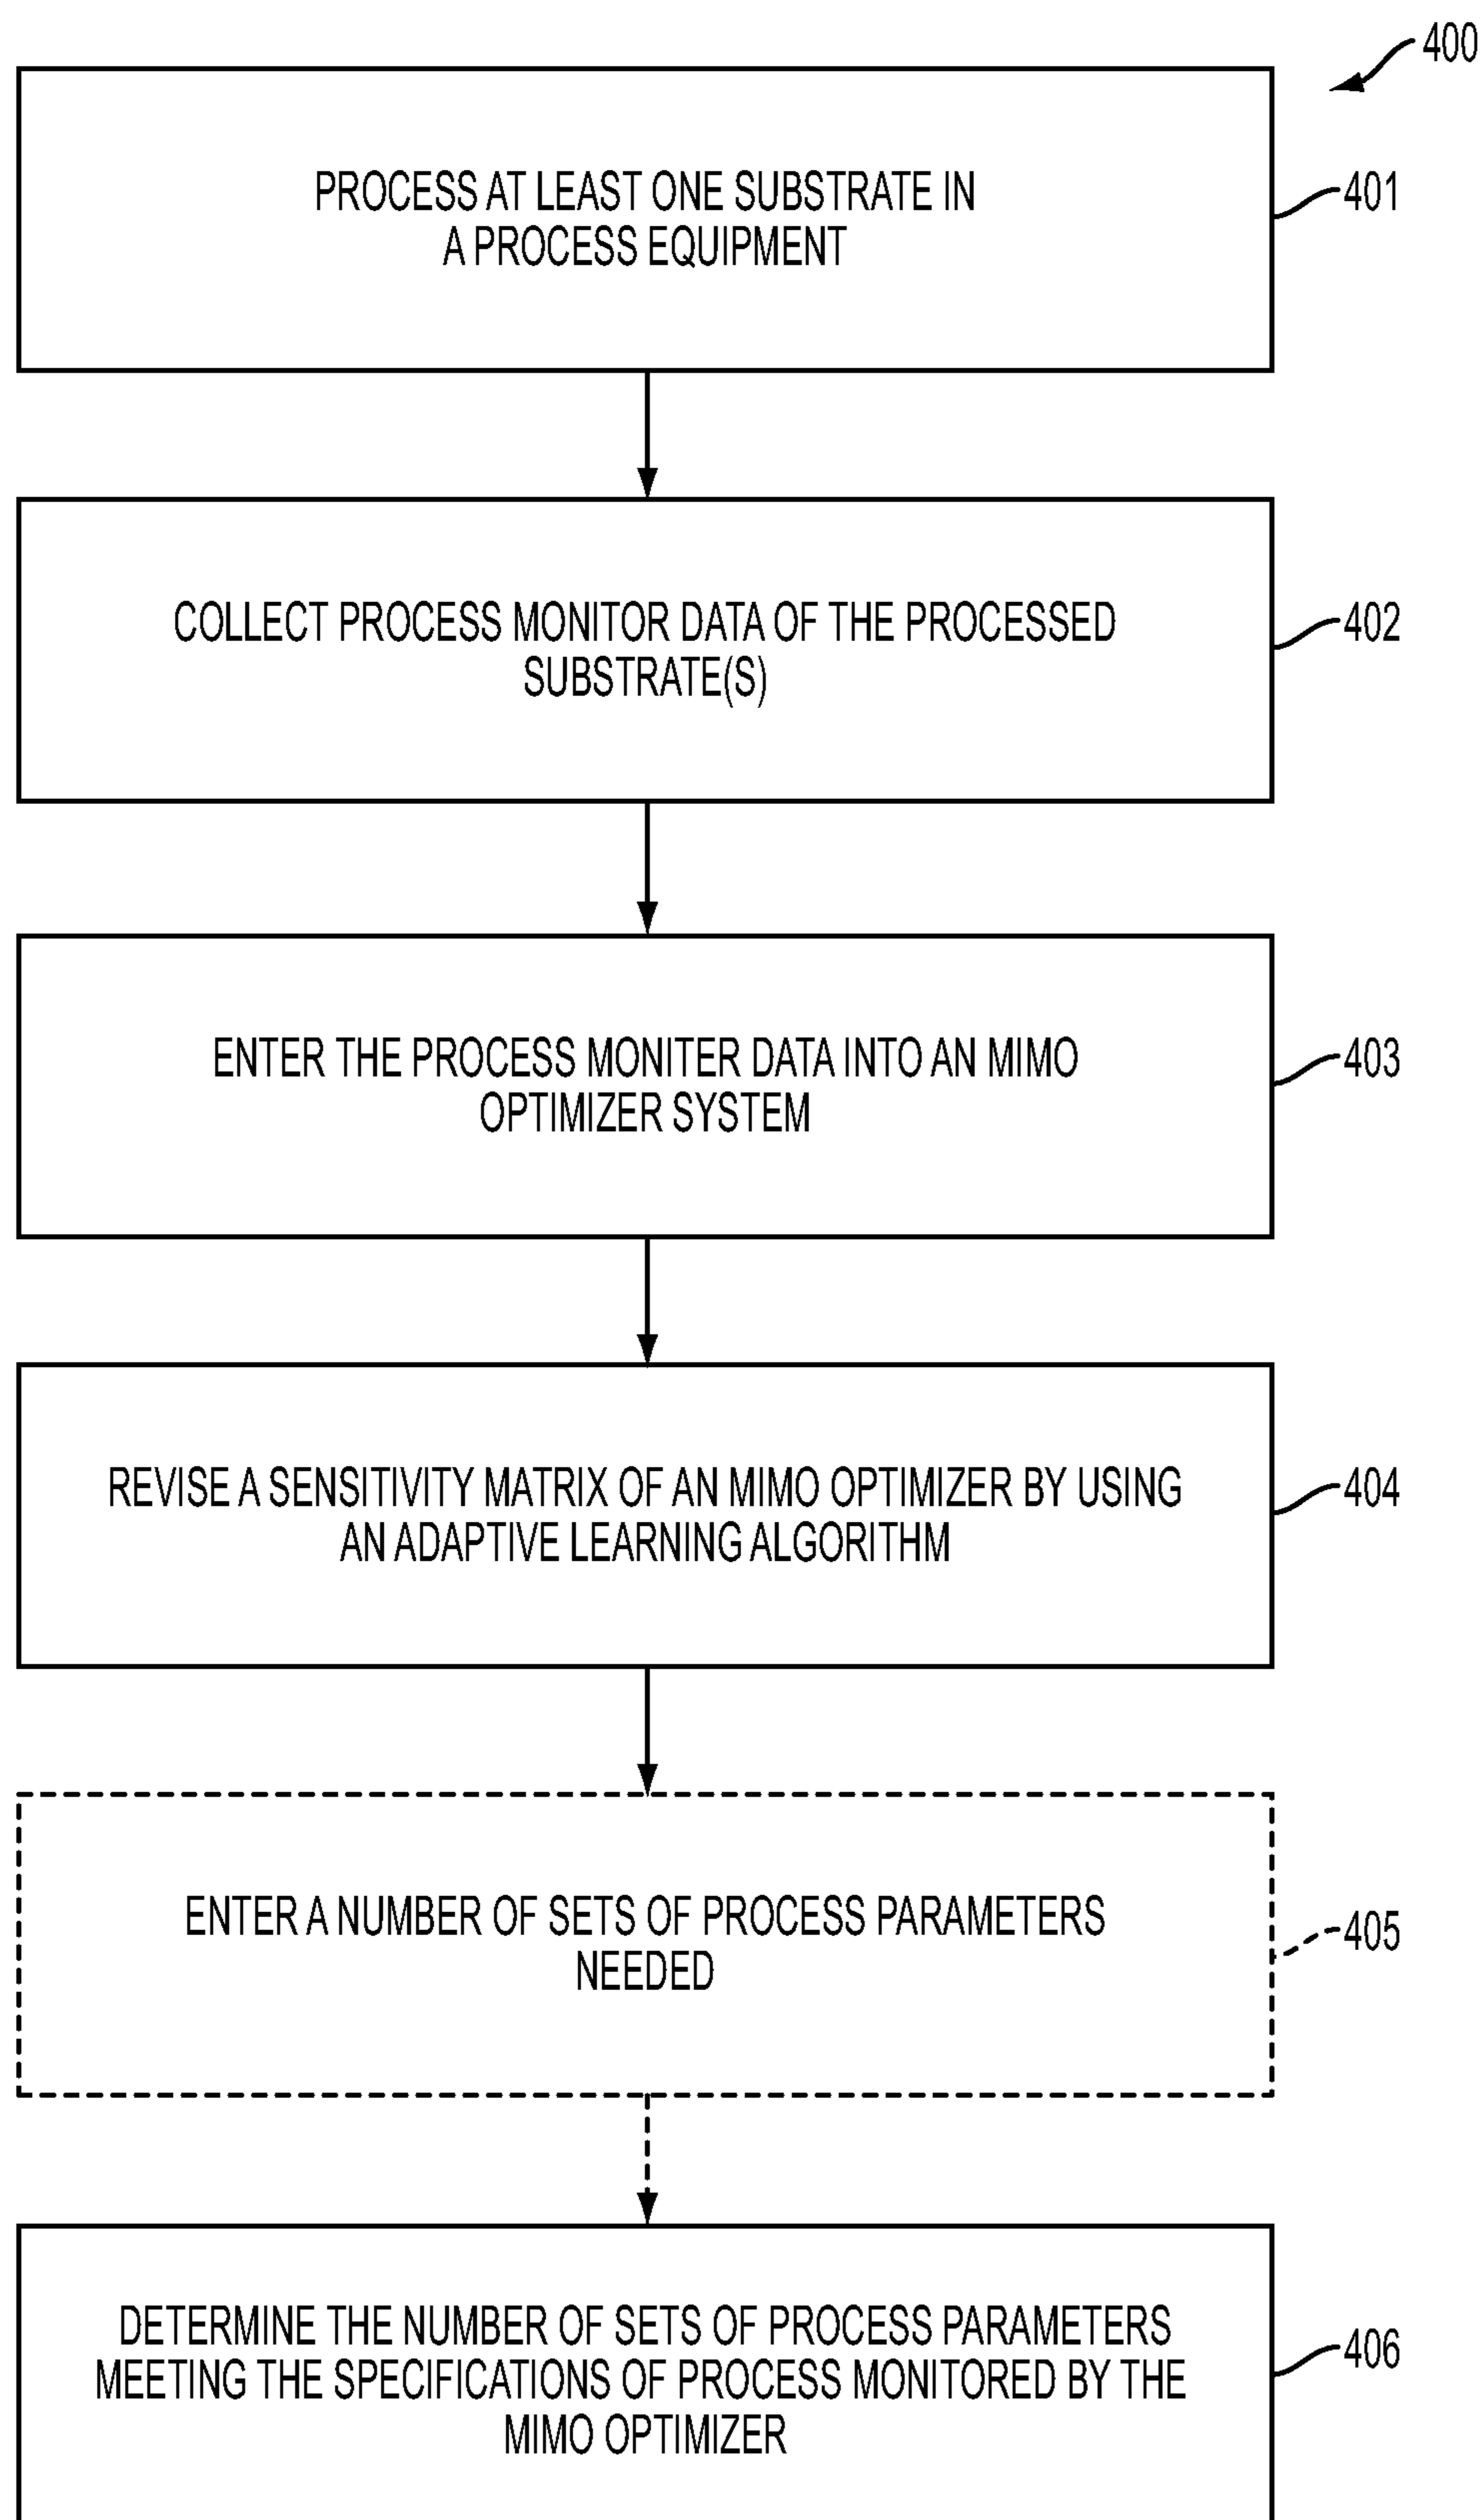 400
PROCESS AT LEAST ONE SUBSTRATE IN
A PROCESS EQUIPMENT
401
COLLECT PROCESS MONITOR DATA OF THE PROCESSED
SUBSTRATE(S)
402
ENTER THE PROCESS MONITER DATA INTO AN MIMO
OPTIMIZER SYSTEM
403
REVISE A SENSITIVITY MATRIX OF AN MIMO OPTIMIZER BY USING
AN ADAPTIVE LEARNING ALGORITHM
404
ENTER A NUMBER OF SETS OF PROCESS PARAMETERS
NEEDED
405
DETERMINE THE NUMBER OF SETS OF PROCESS PARAMETERS
MEETING THE SPECIFICATIONS OF PROCESS MONITORED BY THE
MIMO OPTIMIZER
406